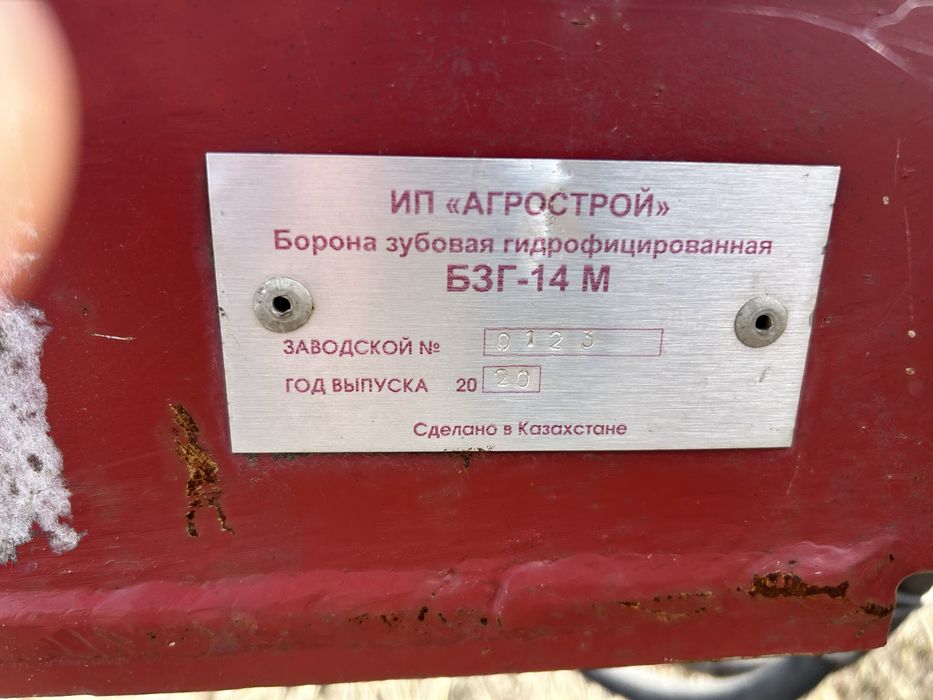 ИП «АГРОСТРОЙ»
Борона зубовая гидрофицированная
БЗГ-14 М
ЗАВОДСКОЙ № 0123
ГОД ВЫПУСКА 2020
Сделано в Казахстане